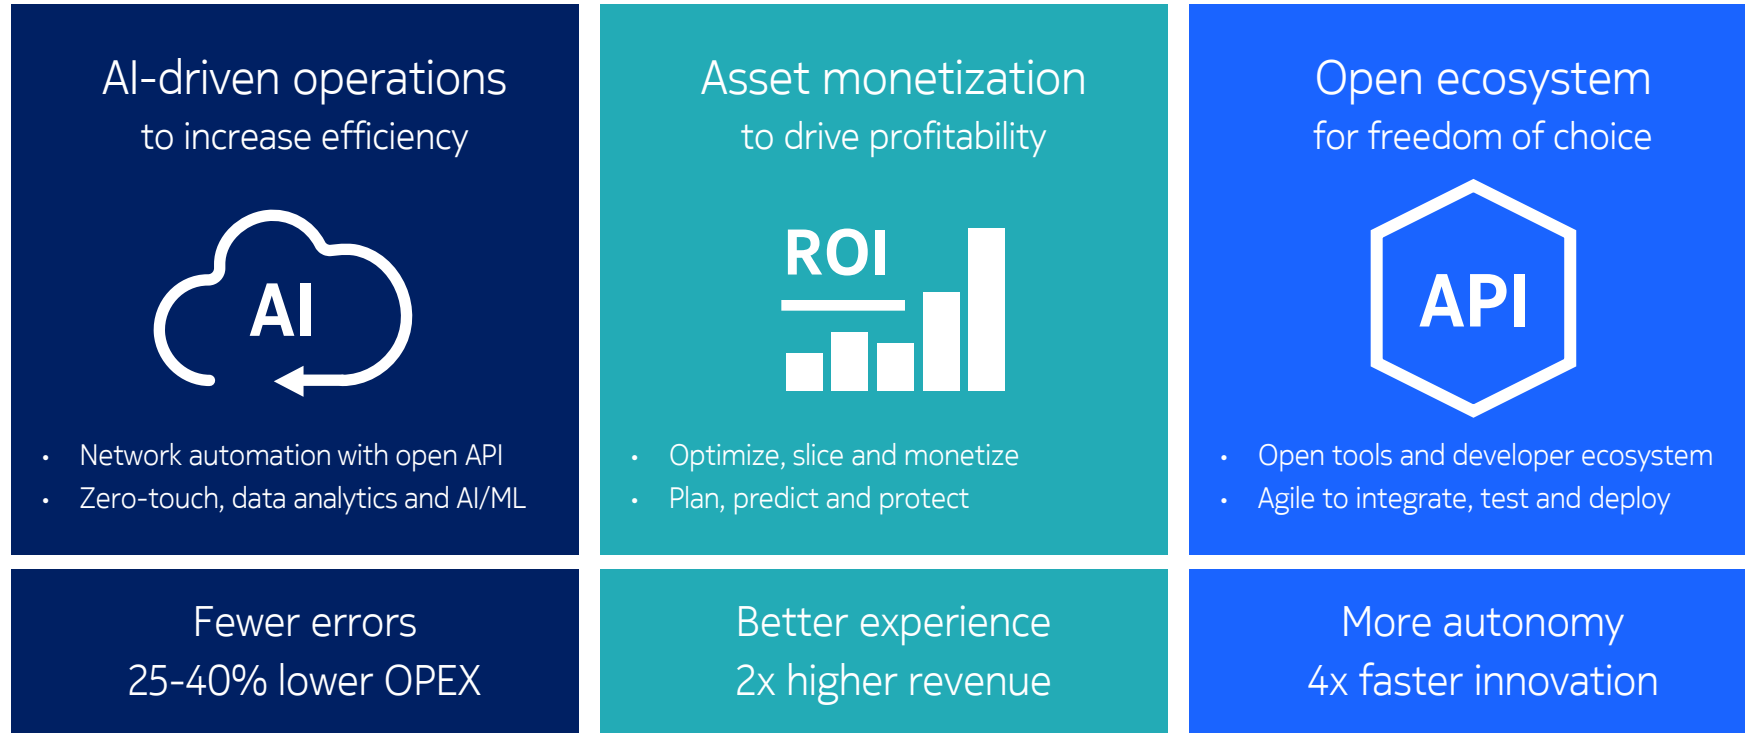 AI-driven operations
to increase efficiency
AI
• Network automation with open API
• Zero-touch, data analytics and AI/ML
Fewer errors
25-40% lower OPEX
Asset monetization
to drive profitability
ROI
• Optimize, slice and monetize
• Plan, predict and protect
Better experience
2x higher revenue
Open ecosystem
for freedom of choice
API
• Open tools and developer ecosystem
• Agile to integrate, test and deploy
More autonomy
4x faster innovation